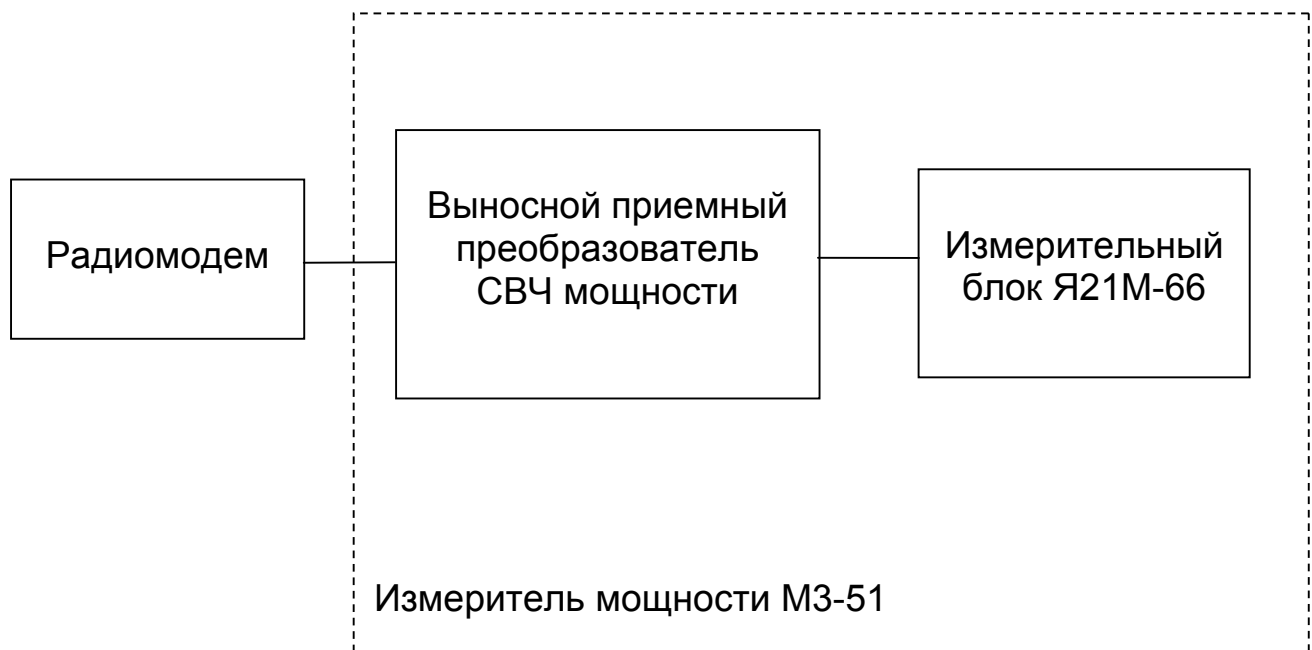 Радиомодем
Выносной приемный
преобразователь
СВЧ мощности
Измерительный
блок Я21М-66
Измеритель мощности М3-51